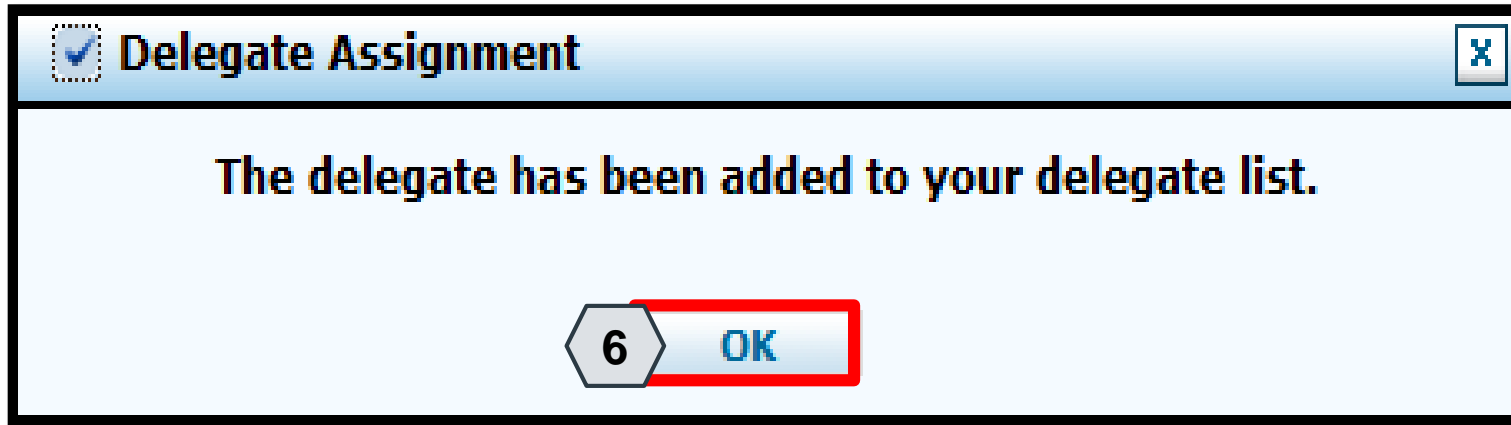 Delegate Assignment X
The delegate has been added to your delegate list.
6 OK